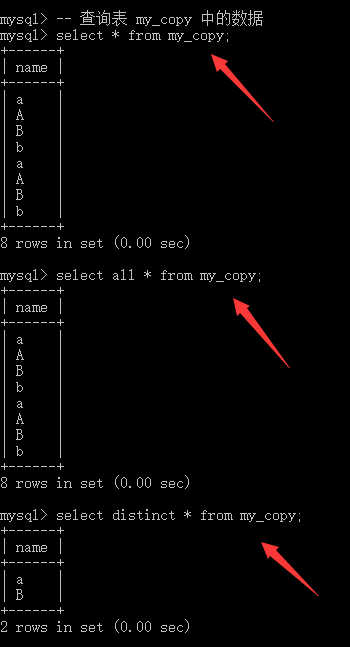 mysql> -- 查询表 my_copy 中的数据
mysql> select * from my_copy;
+------+
| name |
+------+
| a    |
| A    |
| B    |
| b    |
| a    |
| A    |
| B    |
| b    |
+------+
8 rows in set (0.00 sec)
mysql> select all * from my_copy;
+------+
| name |
+------+
| a    |
| A    |
| B    |
| b    |
| a    |
| A    |
| B    |
| b    |
+------+
8 rows in set (0.00 sec)
mysql> select distinct * from my_copy;
+------+
| name |
+------+
| a    |
| B    |
+------+
2 rows in set (0.00 sec)